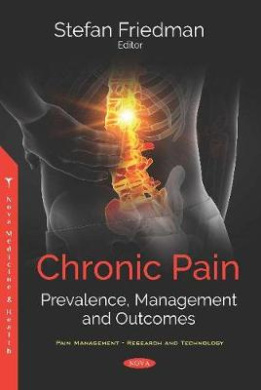 Stefan Friedman
Editor
Nova Medicine & Health
Chronic Pain
Prevalence, Management
and Outcomes
Pain Management - Research and Technology
NOVA